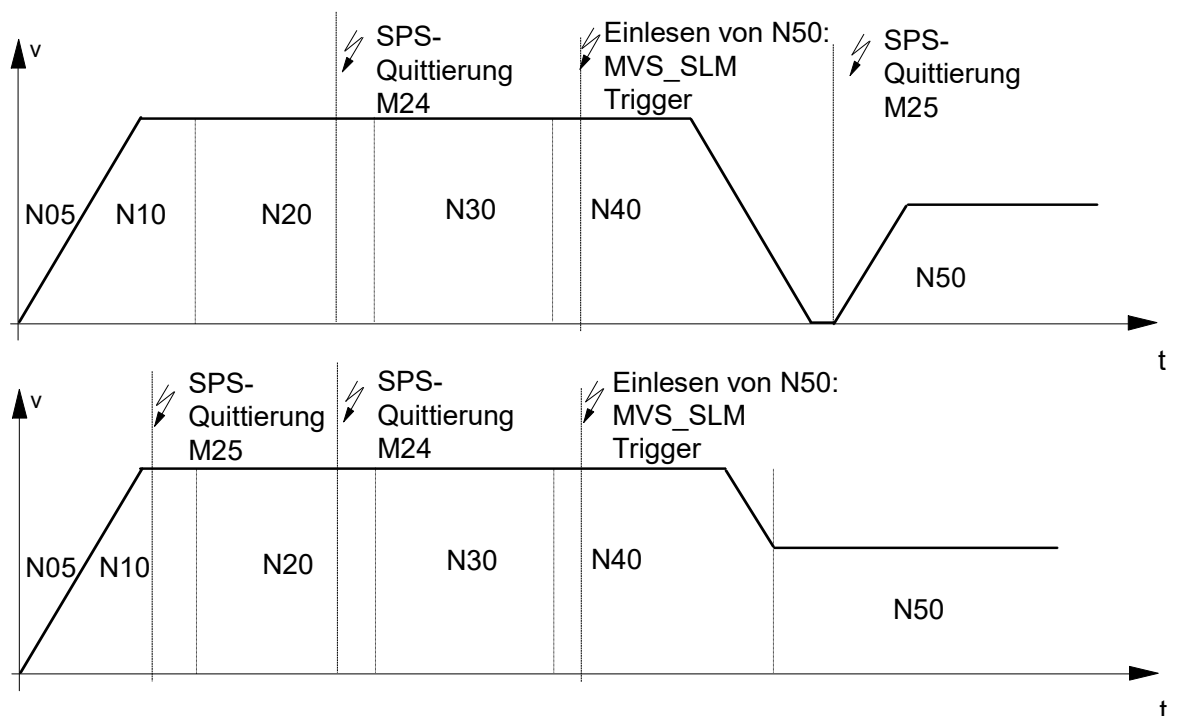 v
SPS-
Quittierung
M24
Einlesen von N50:
MVS_SLM
Trigger
SPS-
Quittierung
M25
N05
N10
N20
N30
N40
N50
t
v
SPS-
Quittierung
M25
SPS-
Quittierung
M24
Einlesen von N50:
MVS_SLM
Trigger
N05
N10
N20
N30
N40
N50
t